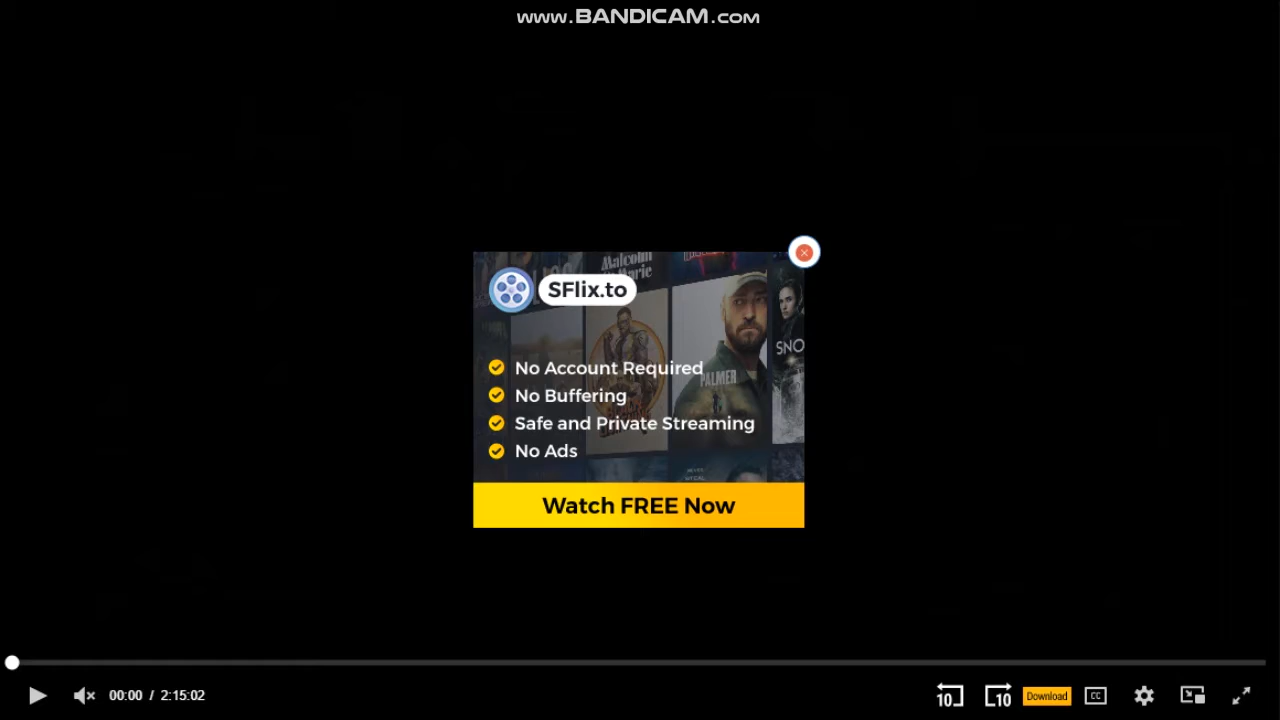 www.BANDICAM.com
Malcolm
Marie
SFlix.to
SNO
No Account Required
PALMER
No Buffering
Safe and Private Streaming
No Ads
Watch FREE Now
00:00 / 2:15:02
10
10
Download
CC